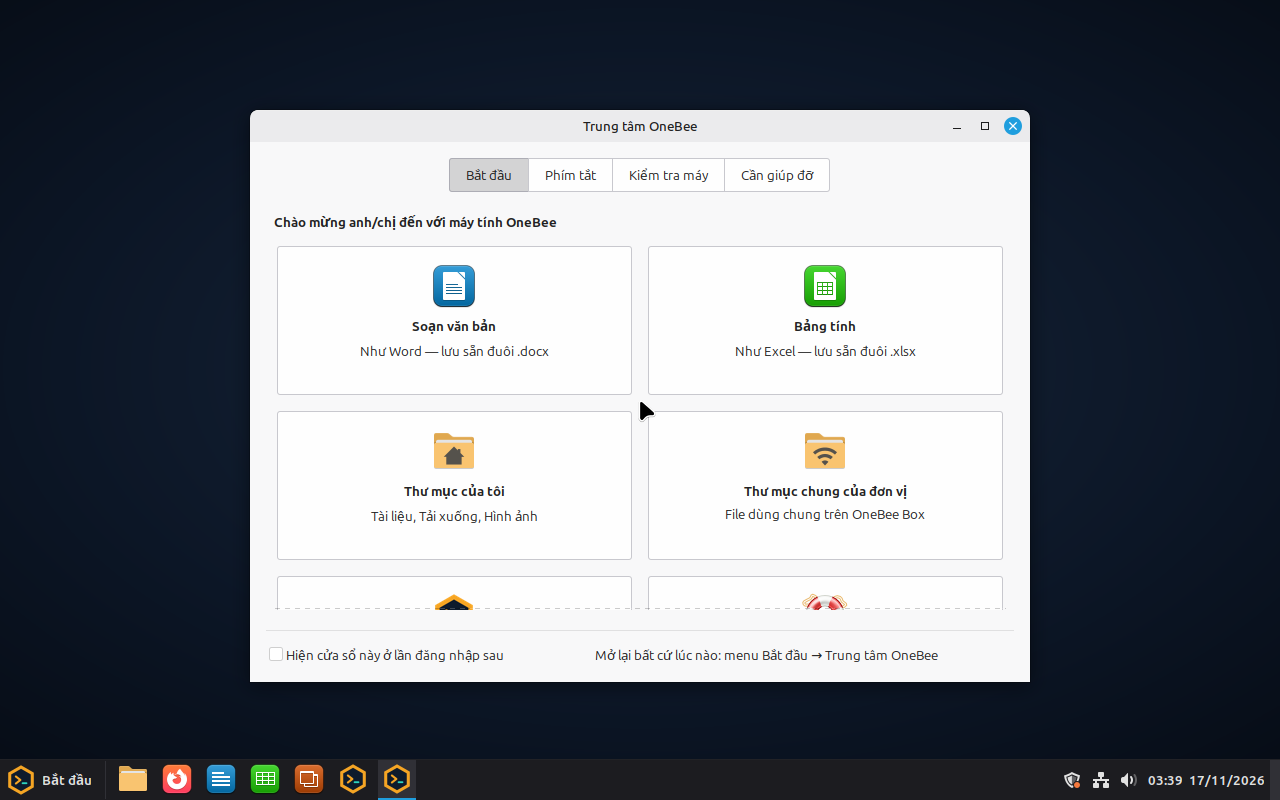 Trung tâm OneBee
Bắt đầu
Phím tắt
Kiểm tra máy
Cần giúp đỡ
Chào mừng anh/chị đến với máy tính OneBee
Soạn văn bản
Như Word — lưu sẵn đuôi .docx
Bảng tính
Như Excel — lưu sẵn đuôi .xlsx
Thư mục của tôi
Tài liệu, Tải xuống, Hình ảnh
Thư mục chung của đơn vị
File dùng chung trên OneBee Box
Hiện cửa sổ này ở lần đăng nhập sau
Mở lại bất cứ lúc nào: menu Bắt đầu → Trung tâm OneBee
Bắt đầu
03:39 17/11/2026